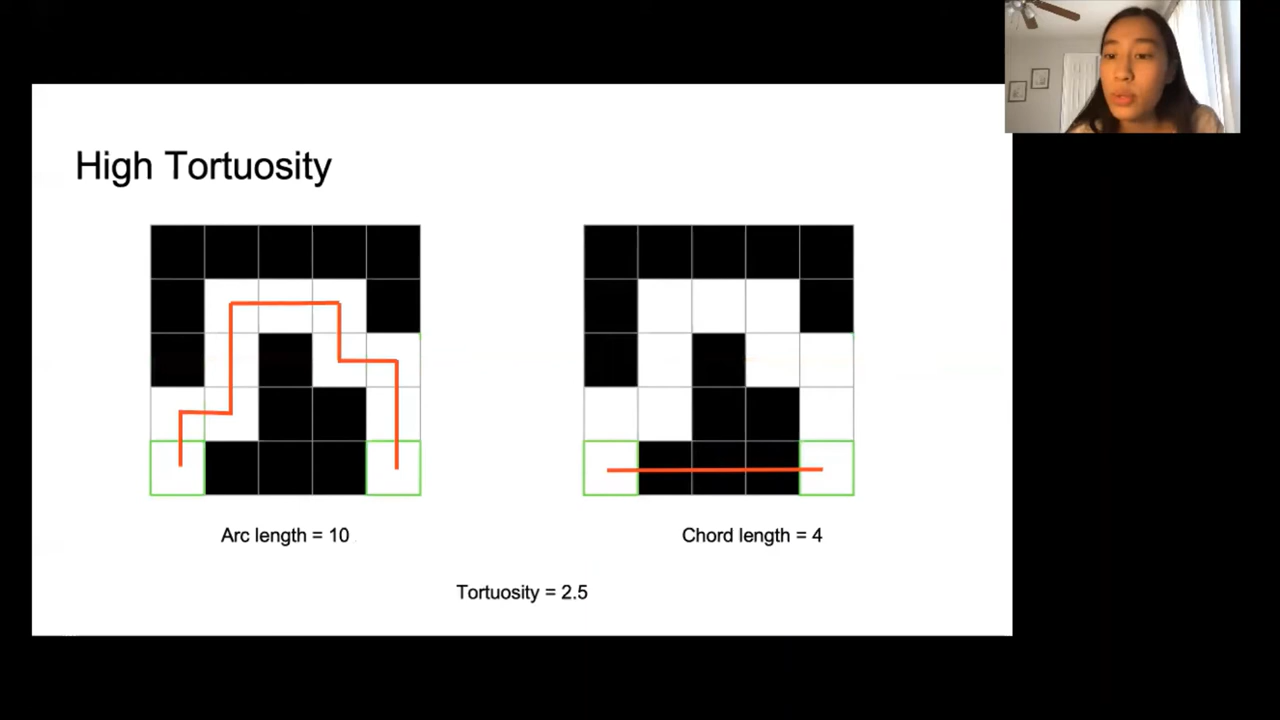 High Tortuosity
Arc length = 10
Chord length = 4
Tortuosity = 2.5